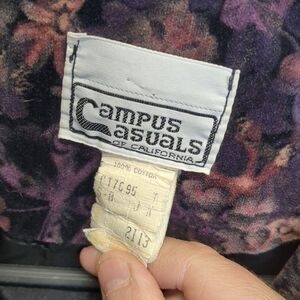 Campus
Casuals
OF CALIFORNIA
100% COTTON
2113